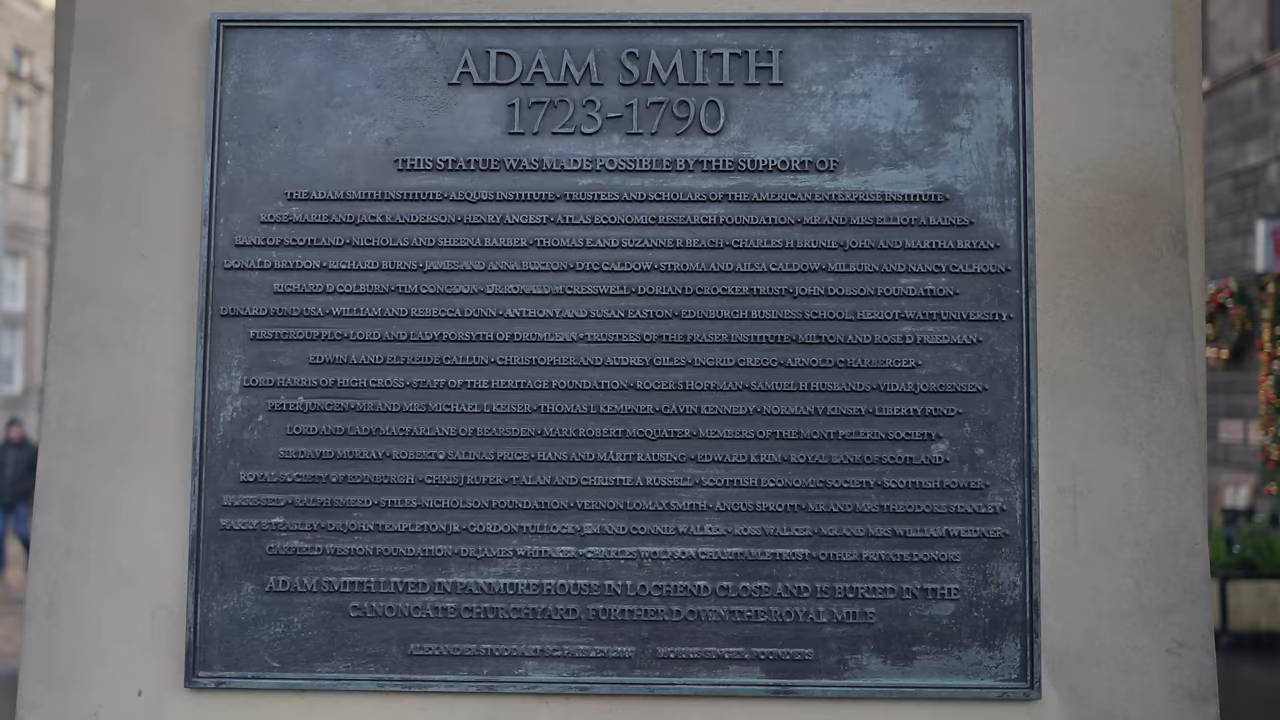 ADAM SMITH
1723-1790
THIS STATUE WAS MADE POSSIBLE BY THE SUPPORT OF
THE ADAM SMITH INSTITUTE • AEQUUS INSTITUTE • TRUSTEES AND SCHOLARS OF THE AMERICAN ENTERPRISE INSTITUTE •
ROSE-MARIE AND JACK R ANDERSON • HENRY ANGEST • ATLAS ECONOMIC RESEARCH FOUNDATION • MR AND MRS ELLIOT A BAINES •
BANK OF SCOTLAND • NICHOLAS AND SHEENA BARBER • THOMAS E AND SUZANNE R BEACH • CHARLES H BRUNIE • JOHN AND MARTHA BRYAN •
DONALD BRYDON • RICHARD BURNS • JAMES AND ANNA BUXTON • DTC CALDOW • STROMA AND AILSA CALDOW • MILBURN AND NANCY CALHOUN •
RICHARD D COLBURN • TIM CONGDON • CRESSWELL • DORIAN D CROCKER TRUST • JOHN DOBSON FOUNDATION •
DUNARD FUND USA • WILLIAM AND REBECCA DUNN • ANTHONY AND SUSAN EASTON • EDINBURGH BUSINESS SCHOOL, HERIOT-WATT UNIVERSITY •
FIRSTGROUP PLC • LORD AND LADY FORSYTH OF DRUMLEAN • TRUSTEES OF THE FRASER INSTITUTE • MILTON AND ROSE D FRIEDMAN •
EDWIN A AND ELFREIDE GALLUN • CHRISTOPHER AND AUDREY GILES • INGRID GREGG • ARNOLD C HARBERGER •
LORD HARRIS OF HIGH CROSS • STAFF OF THE HERITAGE FOUNDATION • ROGER S HOFFMAN • SAMUEL H HUSBANDS • VIDAR JORGENSEN •
PETER JUNGEN • MR AND MRS MICHAEL L KEISER • THOMAS L KEMPNER • GAVIN KENNEDY • NORMAN V KINSEY • LIBERTY FUND •
LORD AND LADY MACFARLANE OF BEARSDEN • MARK ROBERT MCQUATER • MEMBERS OF THE MONT PELERIN SOCIETY •
SIR DAVID MURRAY • ROBERTO SALINAS PRICE • HANS AND MÄRIT RAUSING • EDWARD K RIM • ROYAL BANK OF SCOTLAND •
ROYAL SOCIETY OF EDINBURGH • CHRIS J RUFER • T ALAN AND CHRISTIE A RUSSELL • SCOTTISH ECONOMIC SOCIETY • SCOTTISH POWER •
RALPH SMEED • STILES-NICHOLSON FOUNDATION • VERNON LOMAX SMITH • ANGUS SPROTT • MR AND MRS THEODORE STANLEY •
TEASLEY • DR JOHN TEMPLETON JR • GORDON TULLOCK • JIM AND CONNIE WALKER • ROSS WALKER • MR AND MRS WILLIAM WEIDNER •
GARFIELD WESTON FOUNDATION • DR JAMES WHITAKER • CHARLES WOLFSON CHARITABLE TRUST • OTHER PRIVATE DONORS
ADAM SMITH LIVED IN PANMURE HOUSE IN LOCHEND CLOSE AND IS BURIED IN THE
CANONGATE CHURCHYARD, FURTHER DOWN THE ROYAL MILE
ALEXANDER STODDART SC. MORRIS SINGER, FOUNDERS